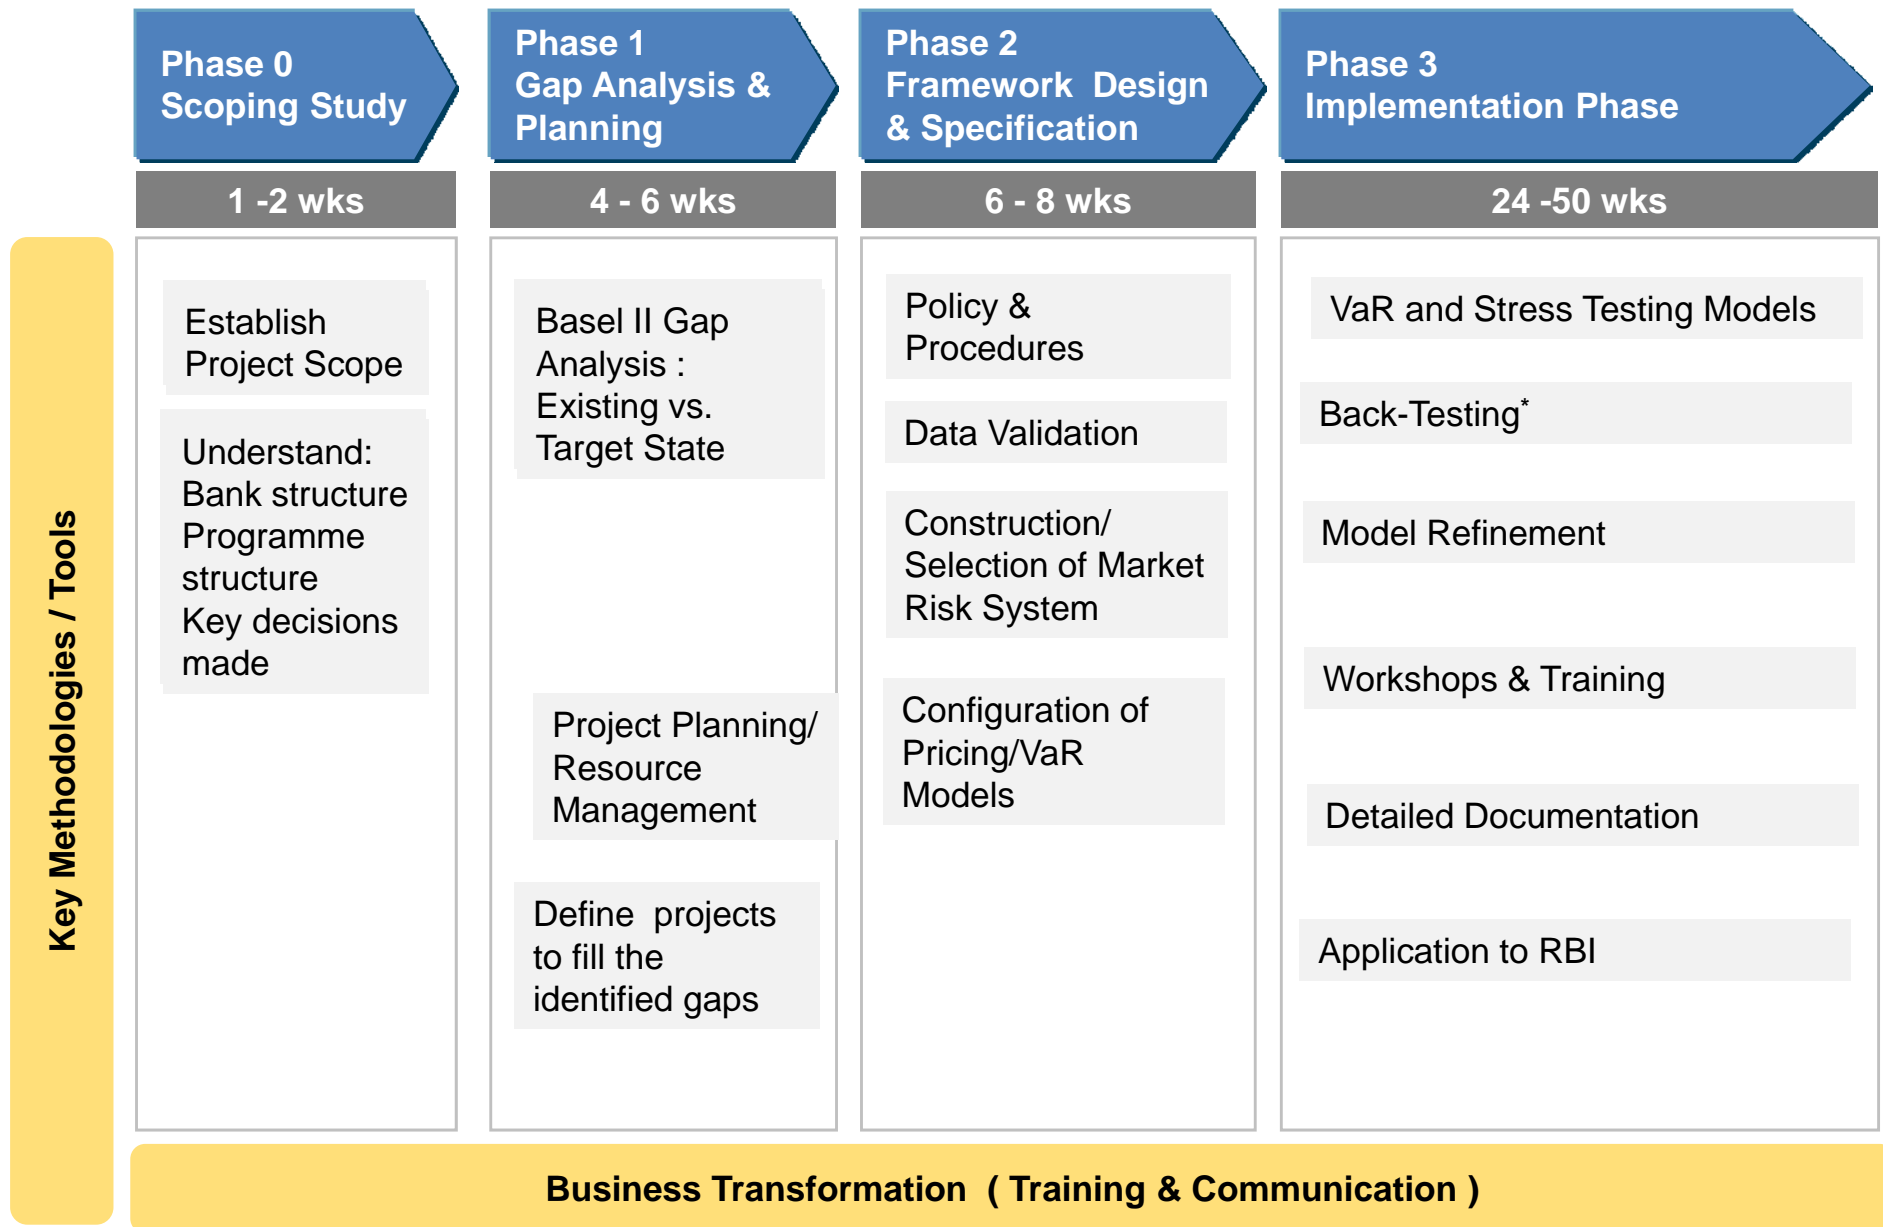 Phase 0
Scoping Study
Phase 1
Gap Analysis &
Planning
Phase 2
Framework  Design
& Specification
Phase 3
Implementation Phase
1 -2 wks
4 - 6 wks
6 - 8 wks
24 -50 wks
Key Methodologies / Tools
Establish
Project Scope
Understand:
Bank structure
Programme
structure
Key decisions
made
Basel II Gap
Analysis :
Existing vs.
Target State
Project Planning/
Resource
Management
Define  projects
to fill the
identified gaps
Policy &
Procedures
Data Validation
Construction/
Selection of Market
Risk System
Configuration of
Pricing/VaR
Models
VaR and Stress Testing Models
Back-Testing*
Model Refinement
Workshops & Training
Detailed Documentation
Application to RBI
Business Transformation  ( Training & Communication )